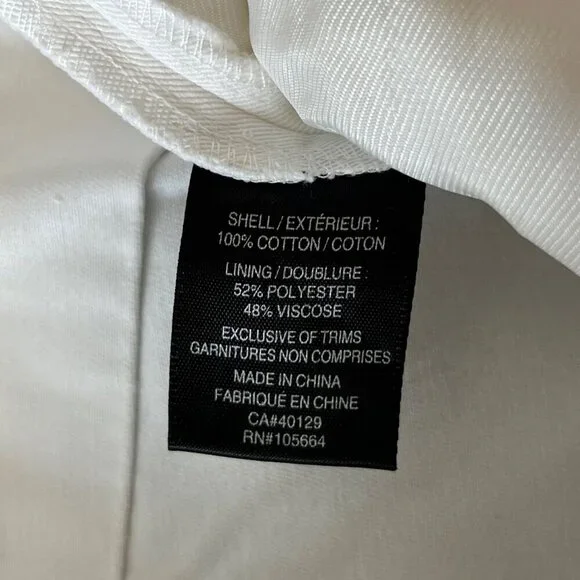 SHELL / EXTÉRIEUR :
100% COTTON / COTON
LINING / DOUBLURE :
52% POLYESTER
48% VISCOSE
EXCLUSIVE OF TRIMS
GARNITURES NON COMPRISES
MADE IN CHINA
FABRIQUÉ EN CHINE
CA#40129
RN#105664